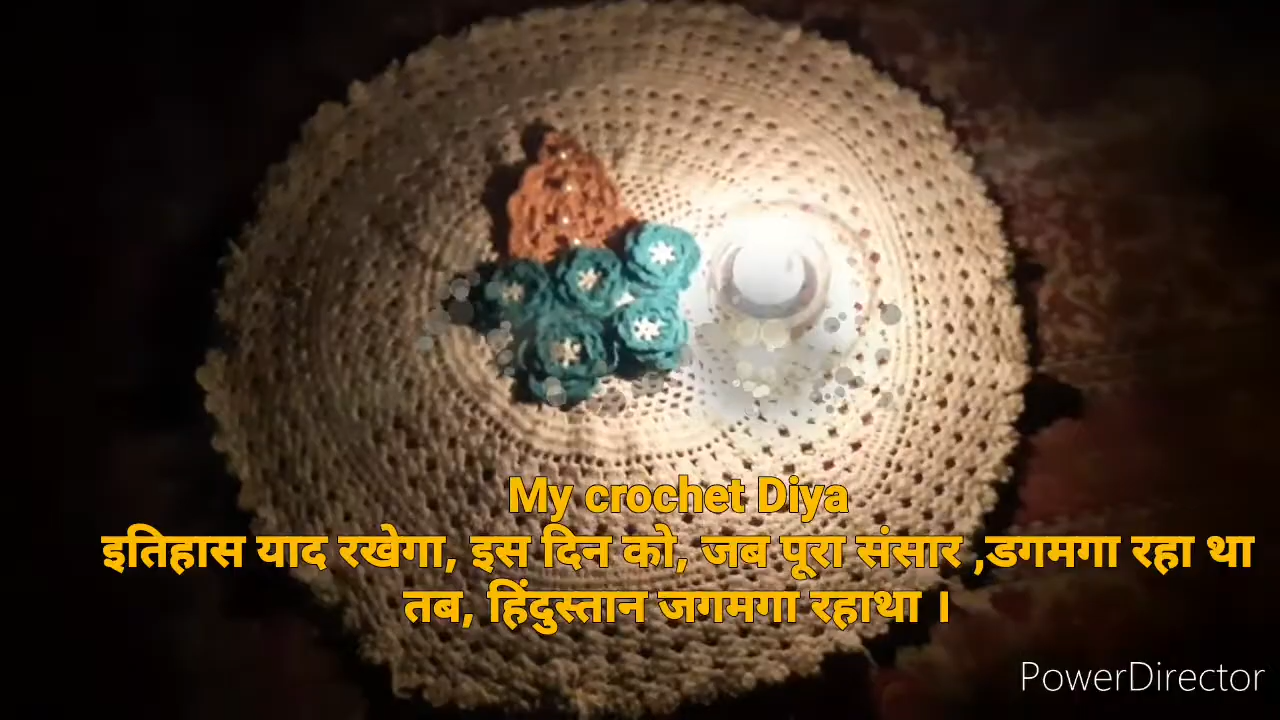 My crochet Diya
इतिहास याद रखेगा, इस दिन को, जब पूरा संसार ,डगमगा रहा था
तब, हिंदुस्तान जगमगा रहाथा ।
PowerDirector